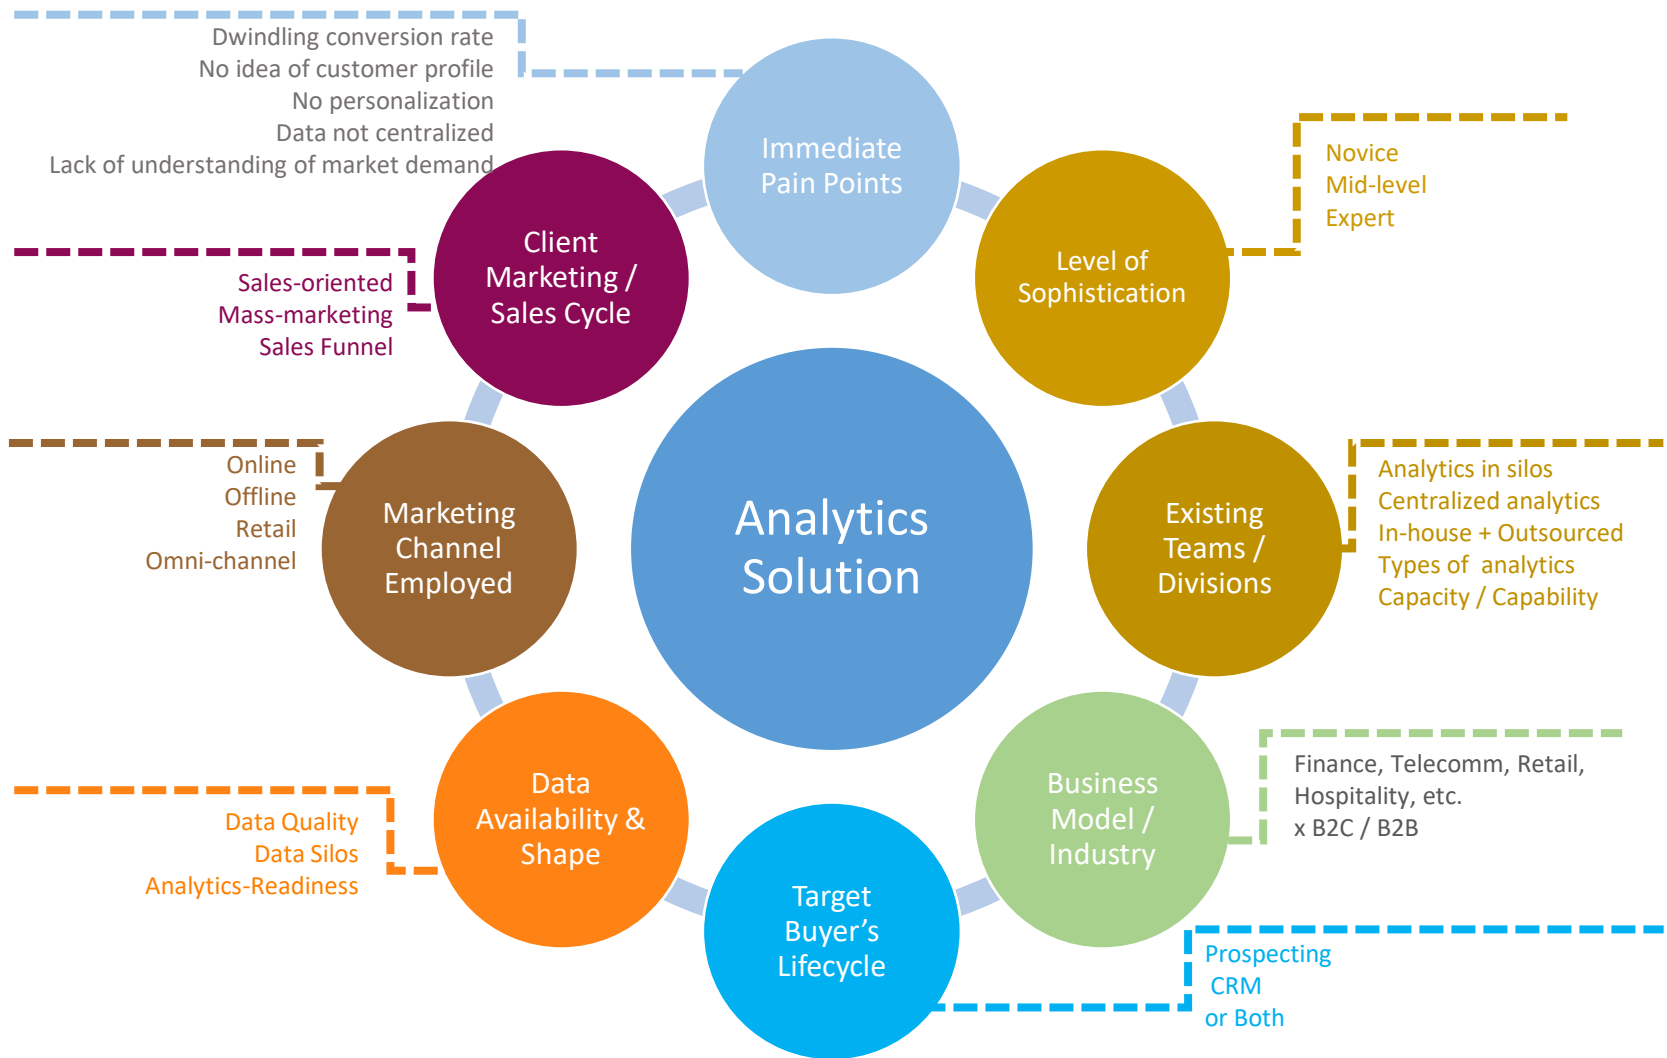 Dwindling conversion rate
No idea of customer profile
No personalization
Data not centralized
Lack of understanding of market demand
Immediate
Pain Points
Novice
Mid-level
Expert
Level of
Sophistication
Client
Marketing /
Sales Cycle
Sales-oriented
Mass-marketing
Sales Funnel
Online
Offline
Retail
Omni-channel
Marketing
Channel
Employed
Analytics
Solution
Existing
Teams /
Divisions
Analytics in silos
Centralized analytics
In-house + Outsourced
Types of  analytics
Capacity / Capability
Data
Availability &
Shape
Data Quality
Data Silos
Analytics-Readiness
Business
Model /
Industry
Finance, Telecomm, Retail,
Hospitality, etc.
x B2C / B2B
Target
Buyer’s
Lifecycle
Prospecting
CRM
or Both